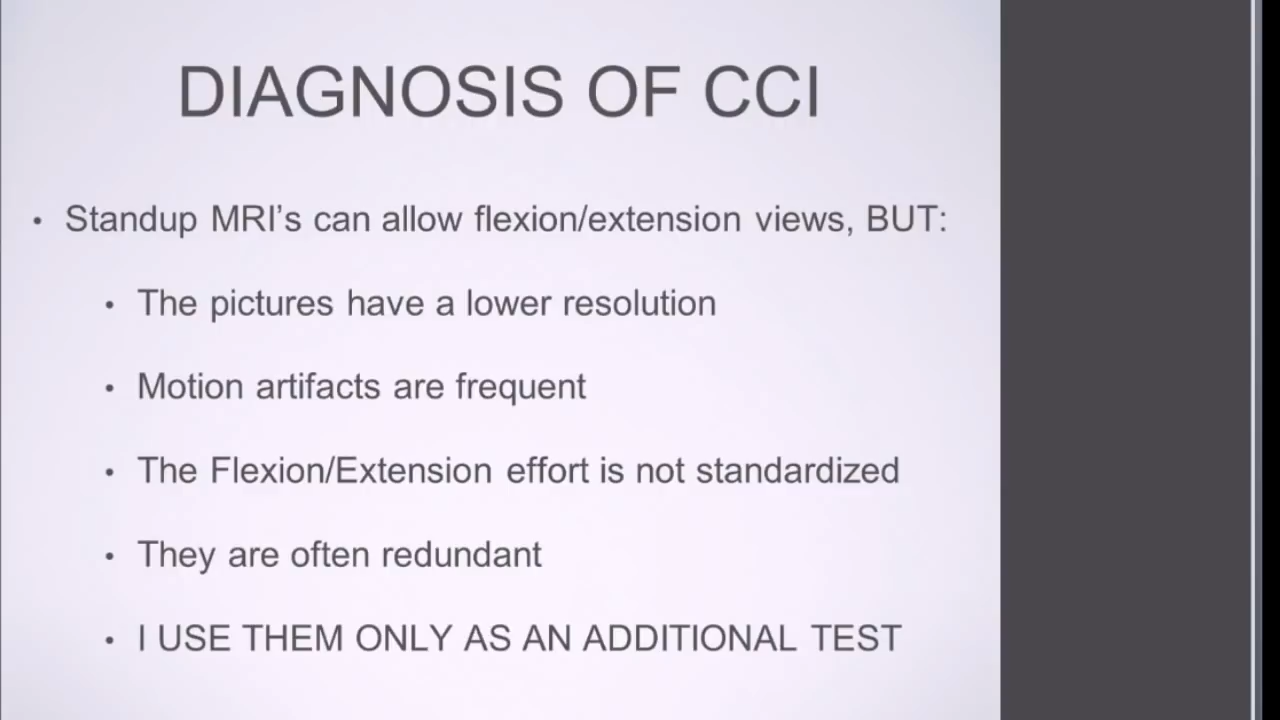 DIAGNOSIS OF CCI
• Standup MRI’s can allow flexion/extension views, BUT:
• The pictures have a lower resolution
• Motion artifacts are frequent
• The Flexion/Extension effort is not standardized
• They are often redundant
• I USE THEM ONLY AS AN ADDITIONAL TEST